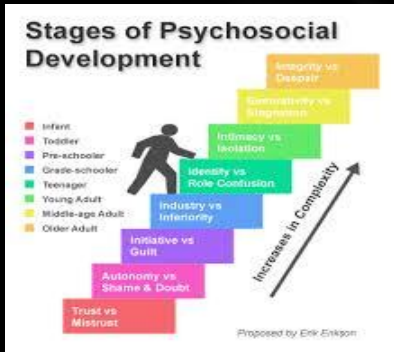 Stages of Psychosocial
Development
Integrity vs
Despair
Generativity vs
Stagnation
Infant
Toddler
Pre-schooler
Grade-schooler
Teenager
Young Adult
Middle-age Adult
Older Adult
Intimacy vs
Isolation
Identity vs
Role Confusion
Industry vs
Inferiority
Initiative vs
Guilt
Autonomy vs
Shame & Doubt
Trust vs
Mistrust
Increases in Complexity
Proposed by Erik Erikson